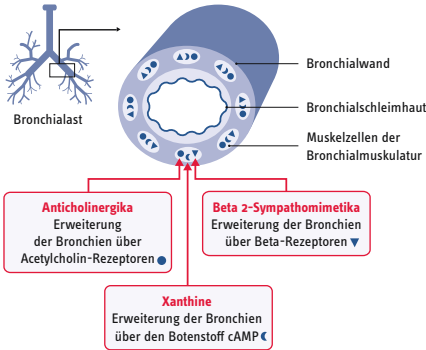 Bronchialast
Bronchialwand
Bronchialschleimhaut
Muskelzellen der
Bronchialmuskulatur
Anticholinergika
Erweiterung
der Bronchien über
Acetylcholin-Rezeptoren
Beta 2-Sympathomimetika
Erweiterung der Bronchien
über Beta-Rezeptoren
Xanthine
Erweiterung der Bronchien
über den Botenstoff cAMP